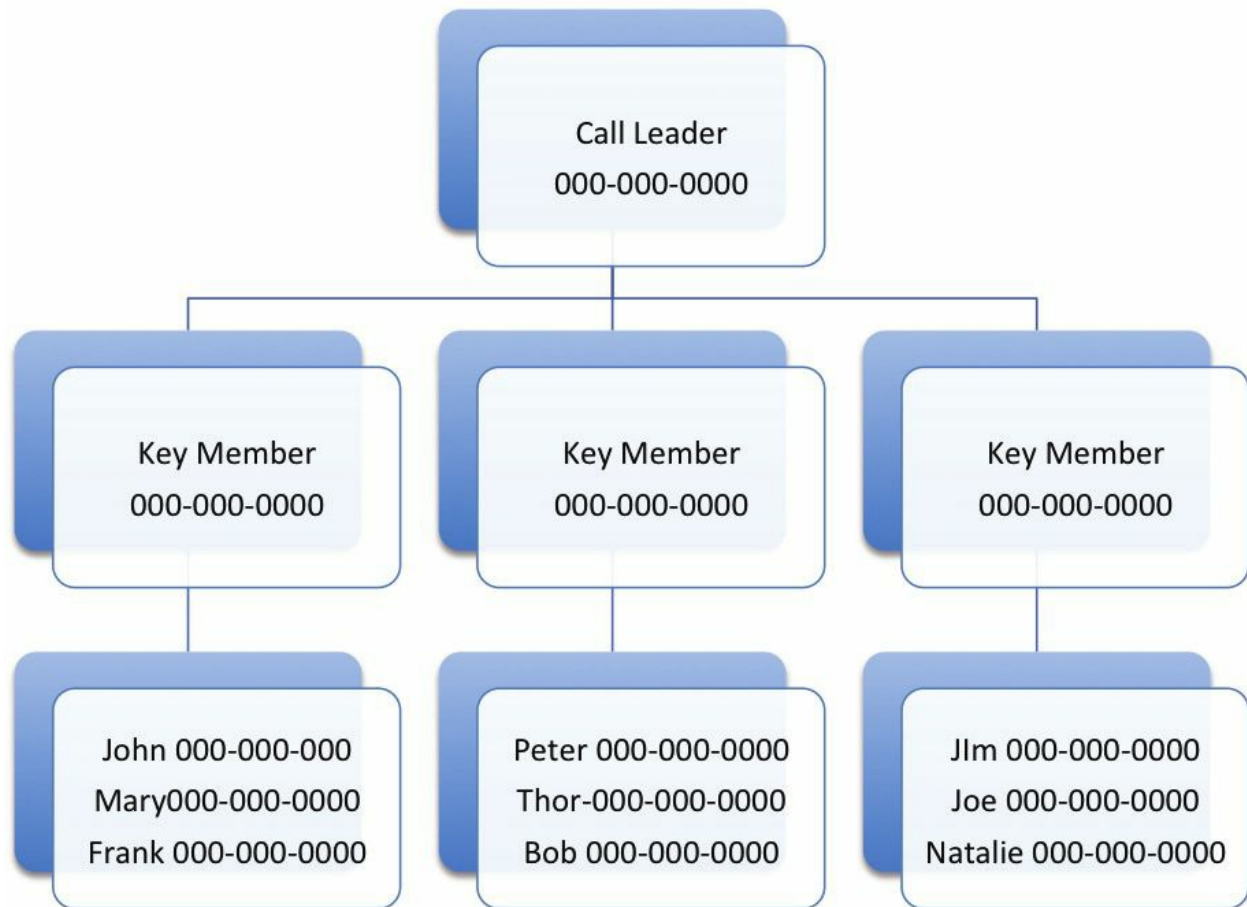 Call Leader
000-000-0000
Key Member
000-000-0000
Key Member
000-000-0000
Key Member
000-000-0000
John 000-000-000
Mary000-000-0000
Frank 000-000-0000
Peter 000-000-0000
Thor-000-000-0000
Bob 000-000-0000
JIm 000-000-0000
Joe 000-000-0000
Natalie 000-000-0000